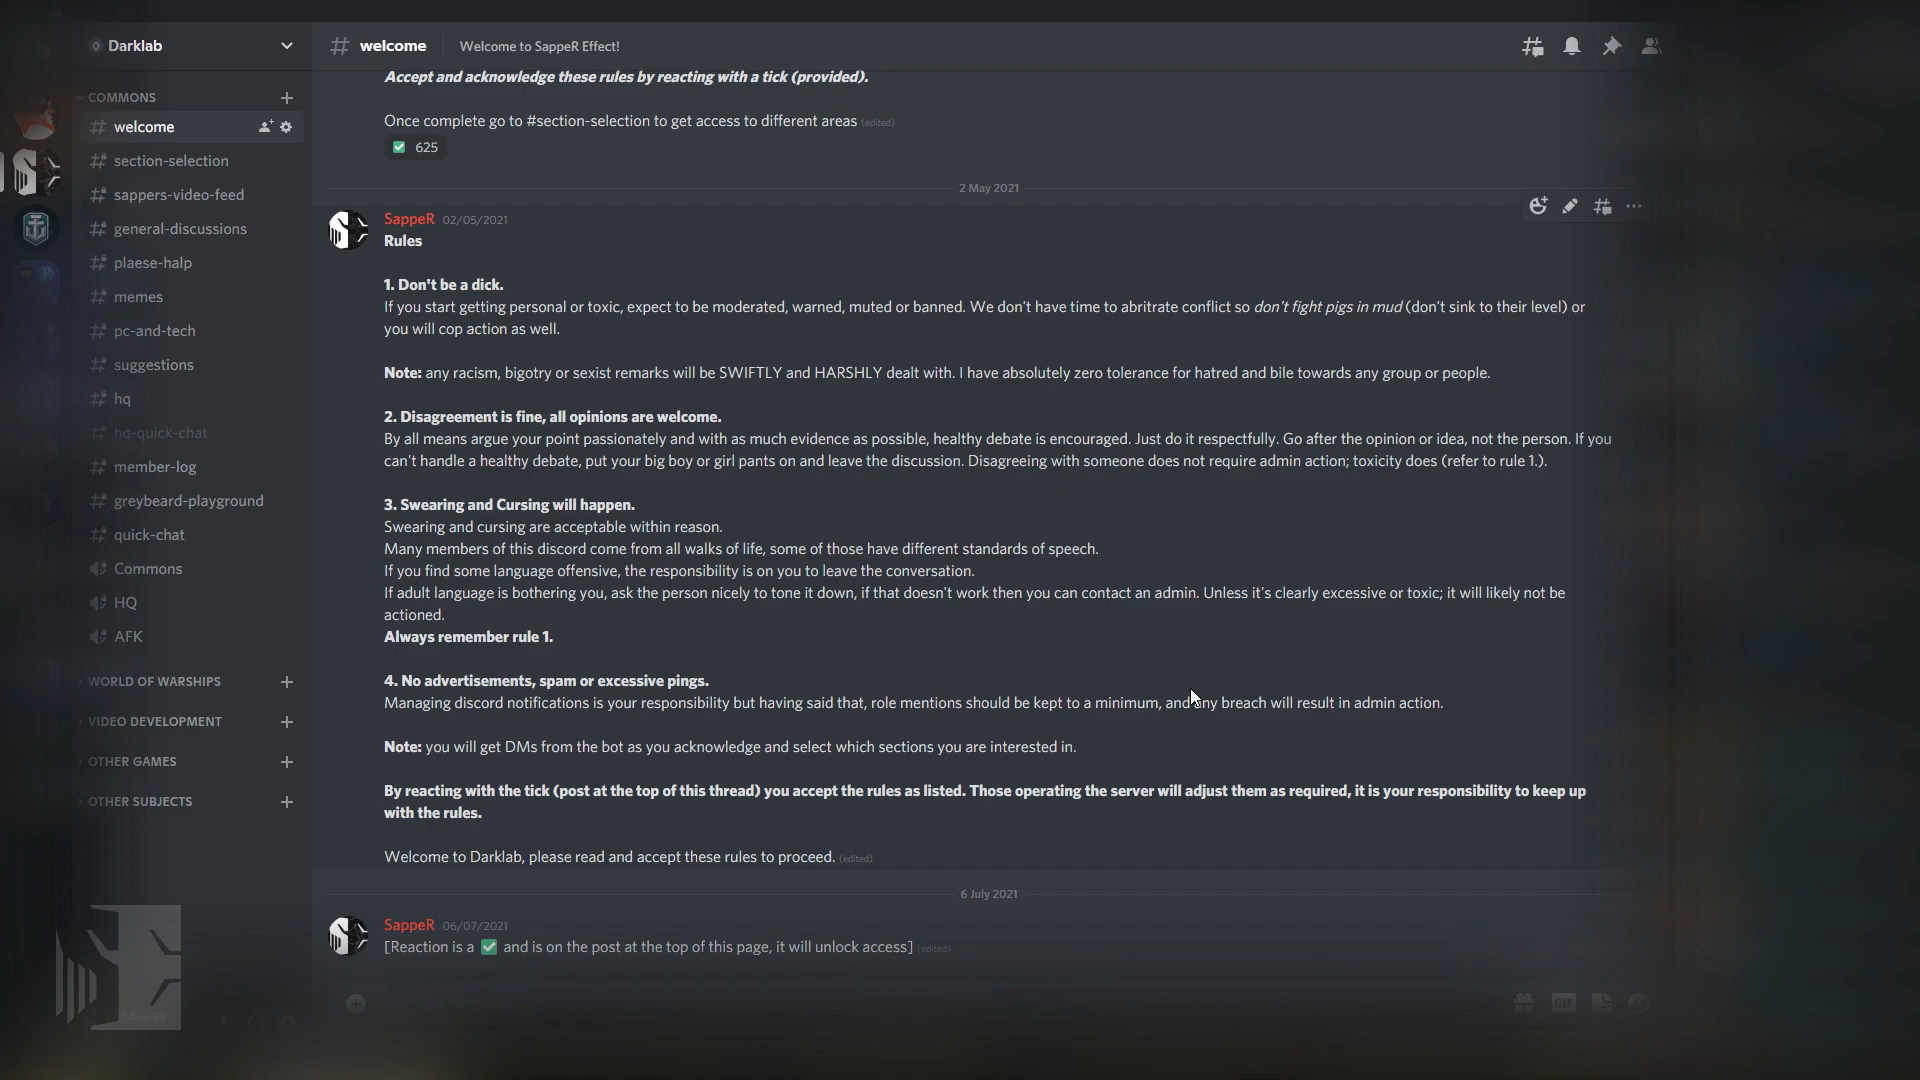 Darklab
COMMONS
welcome
section-selection
sappers-video-feed
general-discussions
plaese-halp
memes
pc-and-tech
suggestions
hq
hq-quick-chat
member-log
greybeard-playground
quick-chat
Commons
HQ
AFK
WORLD OF WARSHIPS
VIDEO DEVELOPMENT
OTHER GAMES
OTHER SUBJECTS
welcome
Welcome to SappeR Effect!
Accept and acknowledge these rules by reacting with a tick (provided).
Once complete go to #section-selection to get access to different areas (edited)
625
2 May 2021
SappeR 02/05/2021
Rules
1. Don't be a dick.
If you start getting personal or toxic, expect to be moderated, warned, muted or banned. We don't have time to abritrate conflict so don't fight pigs in mud (don't sink to their level) or
you will cop action as well.
Note: any racism, bigotry or sexist remarks will be SWIFTLY and HARSHLY dealt with. I have absolutely zero tolerance for hatred and bile towards any group or people.
2. Disagreement is fine, all opinions are welcome.
By all means argue your point passionately and with as much evidence as possible, healthy debate is encouraged. Just do it respectfully. Go after the opinion or idea, not the person. If you
can't handle a healthy debate, put your big boy or girl pants on and leave the discussion. Disagreeing with someone does not require admin action; toxicity does (refer to rule 1.).
3. Swearing and Cursing will happen.
Swearing and cursing are acceptable within reason.
Many members of this discord come from all walks of life, some of those have different standards of speech.
If you find some language offensive, the responsibility is on you to leave the conversation.
If adult language is bothering you, ask the person nicely to tone it down, if that doesn't work then you can contact an admin. Unless it's clearly excessive or toxic; it will likely not be
actioned.
Always remember rule 1.
4. No advertisements, spam or excessive pings.
Managing discord notifications is your responsibility but having said that, role mentions should be kept to a minimum, and any breach will result in admin action.
Note: you will get DMs from the bot as you acknowledge and select which sections you are interested in.
By reacting with the tick (post at the top of this thread) you accept the rules as listed. Those operating the server will adjust them as required, it is your responsibility to keep up
with the rules.
Welcome to Darklab, please read and accept these rules to proceed. (edited)
6 July 2021
SappeR 06/07/2021
[Reaction is a ✅ and is on the post at the top of this page, it will unlock access] (edited)
GIF